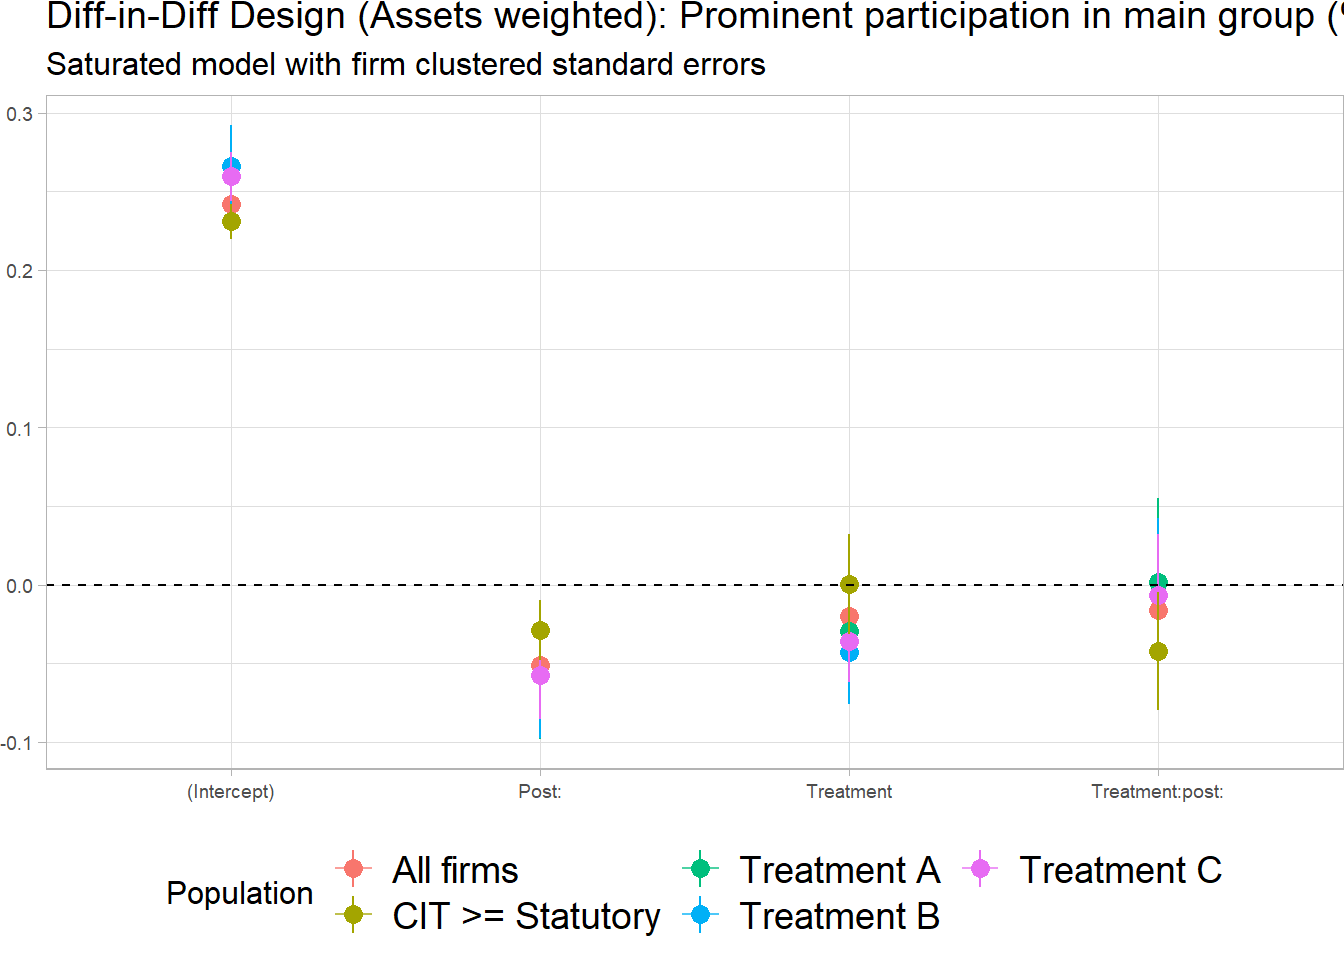 Diff-in-Diff Design (Assets weighted): Prominent participation in main group (
Saturated model with firm clustered standard errors
0.3
0.2
0.1
0.0
-0.1
(Intercept) Post: Treatment Treatment:post:
Population
All firms Treatment A Treatment C
CIT >= Statutory Treatment B